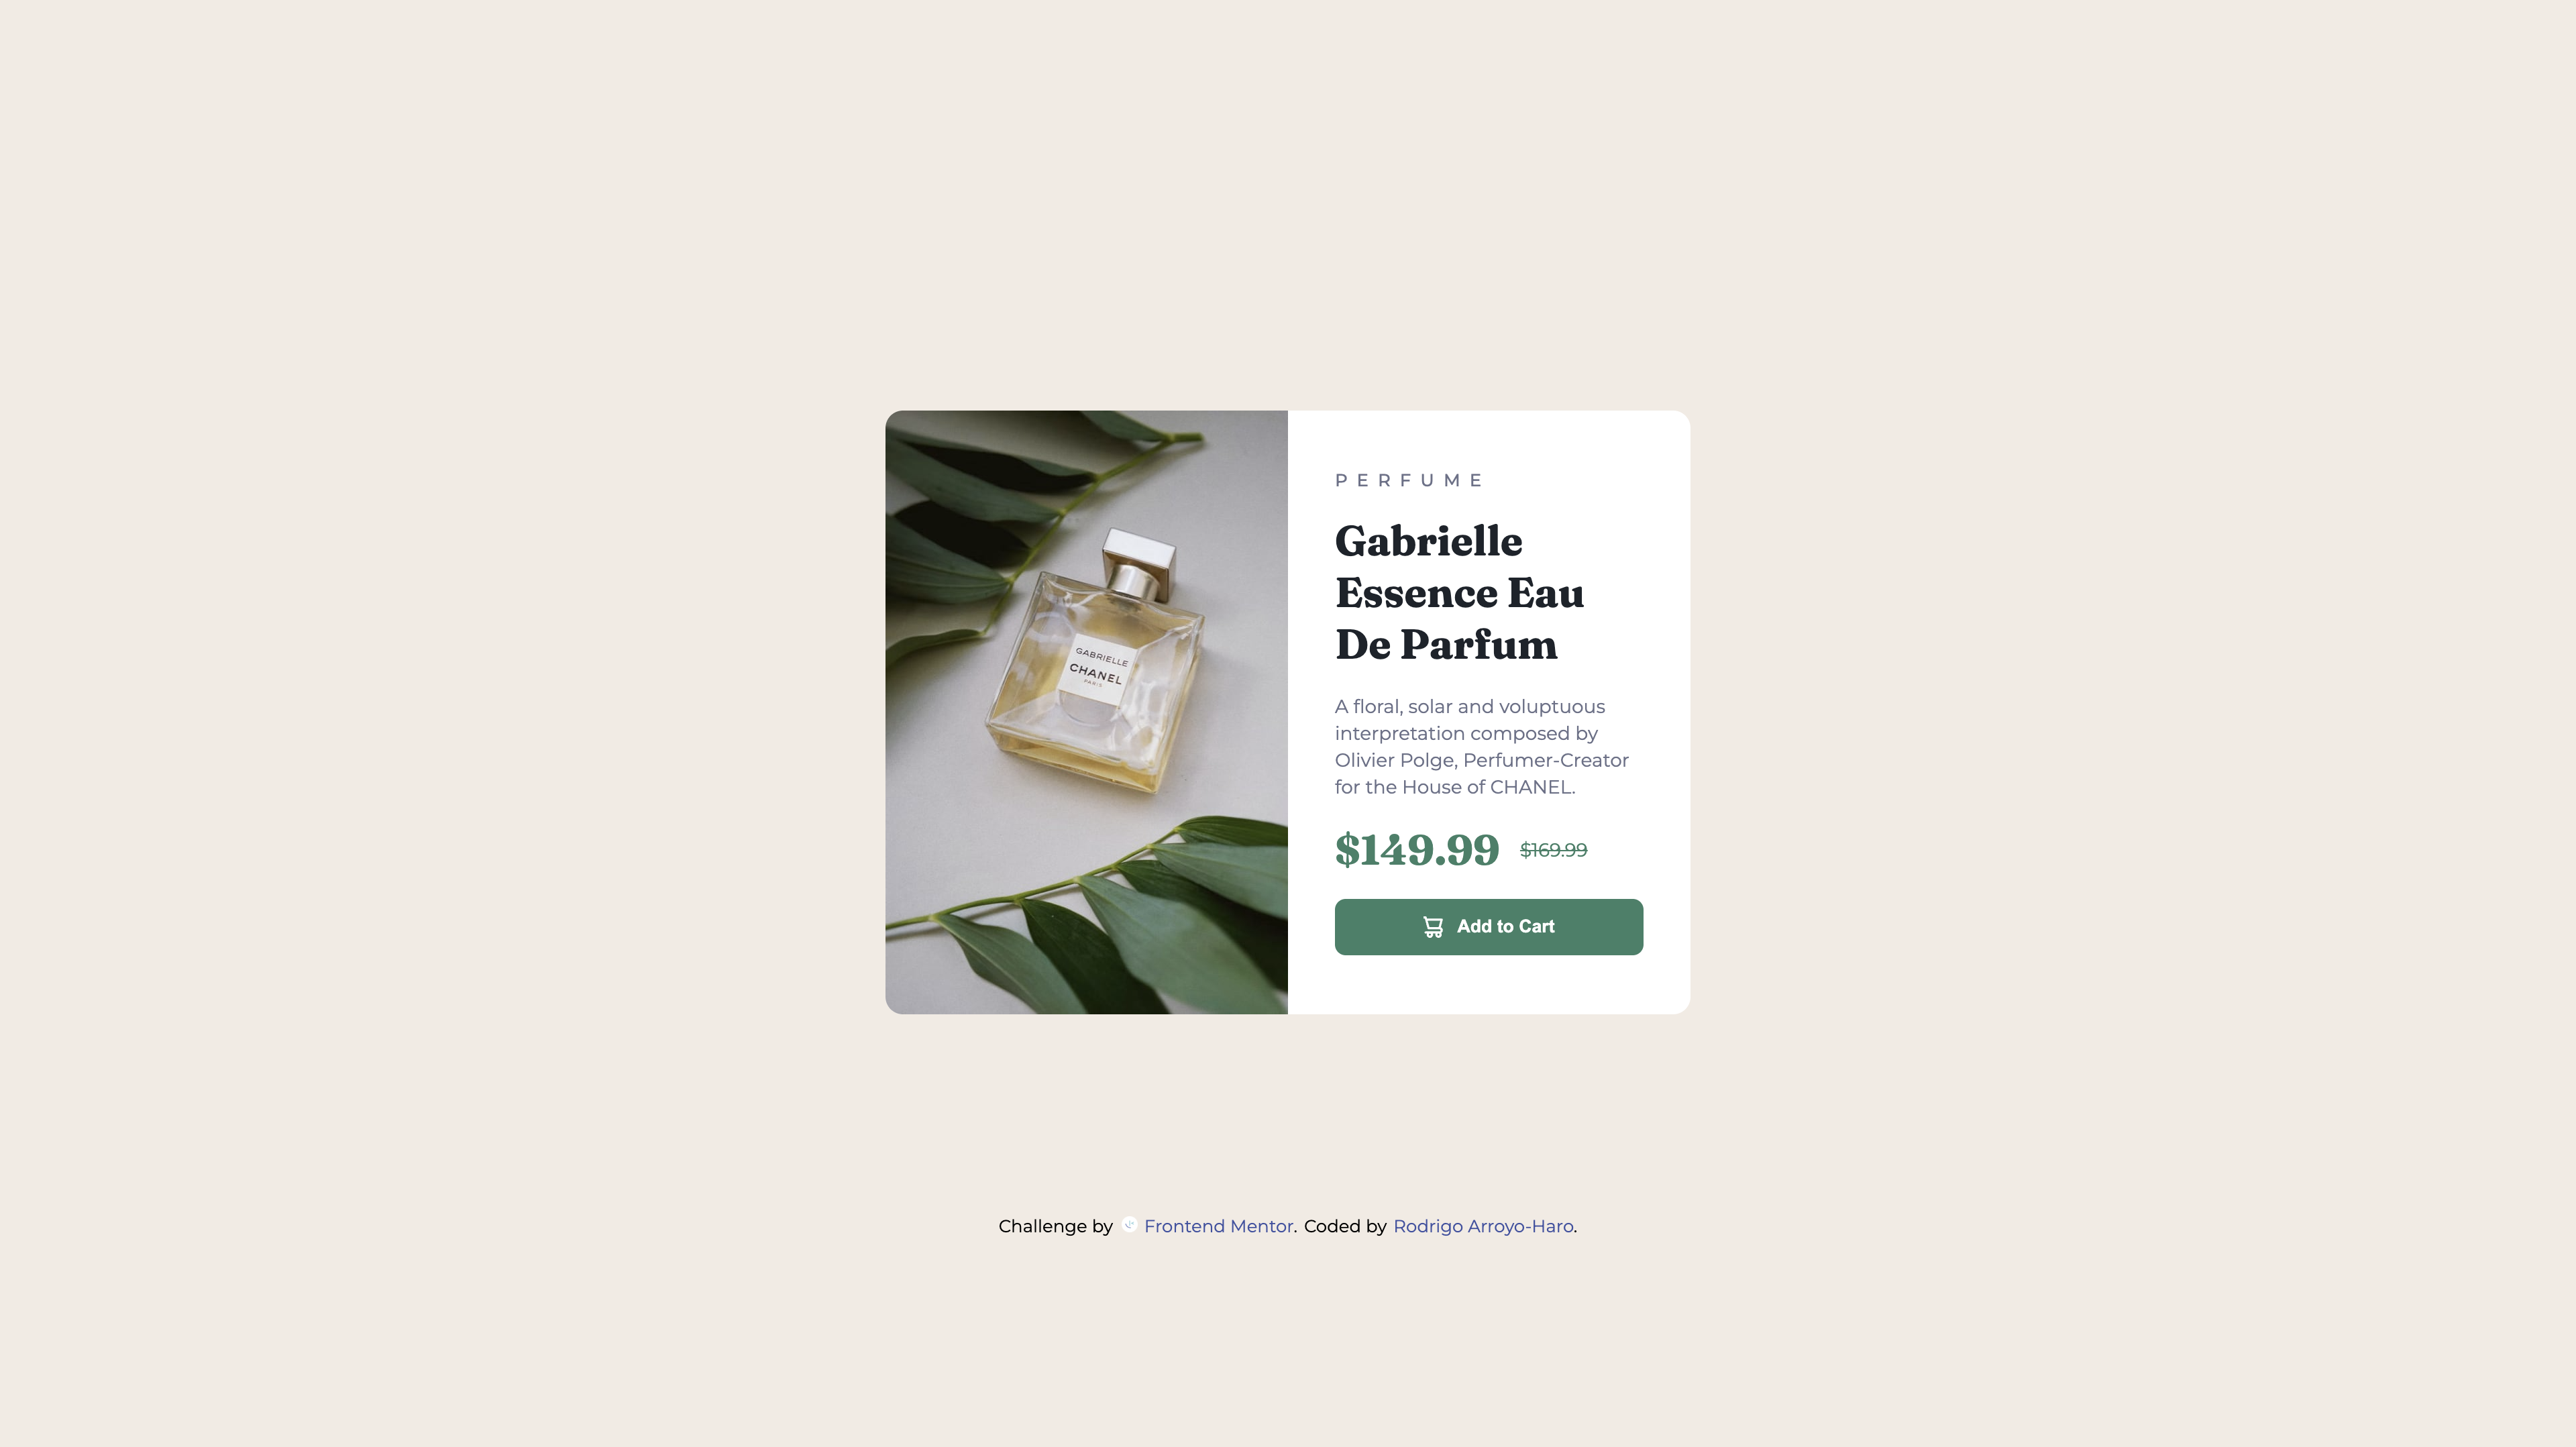 GABRIELLE
CHANEL
PARIS
PERFUME
Gabrielle
Essence Eau
De Parfum
A floral, solar and voluptuous
interpretation composed by
Olivier Polge, Perfumer-Creator
for the House of CHANEL.
$149.99 $169.99
Add to Cart
Challenge by Frontend Mentor. Coded by Rodrigo Arroyo-Haro.